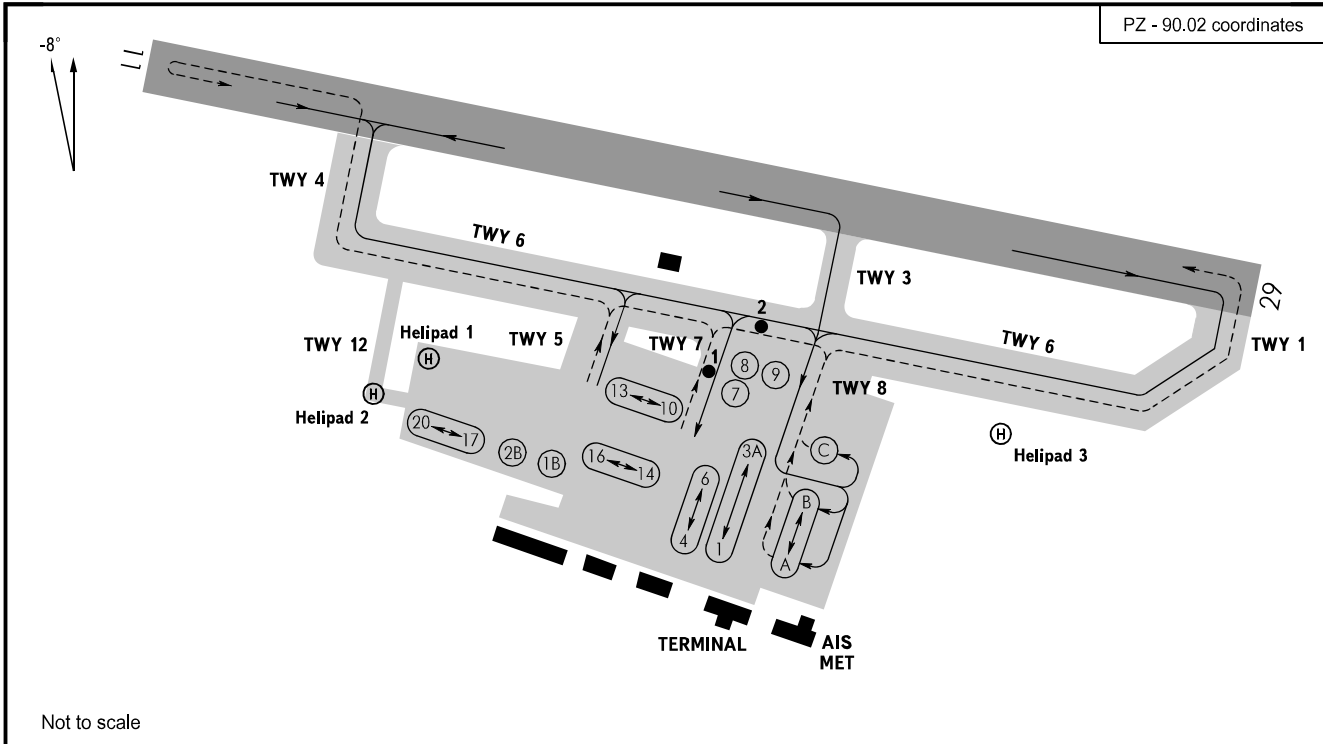 PZ - 90.02 coordinates
-8°
11
TWY 4
TWY 6
TWY 3
29
2
TWY 12
Helipad 1
H
TWY 5
TWY 7
1
8
9
7
TWY 6
TWY 1
TWY 8
H
Helipad 2
13
10
20
17
2B
1B
16
14
3A
6
C
H
Helipad 3
B
4
1
A
TERMINAL
AIS
MET
Not to scale